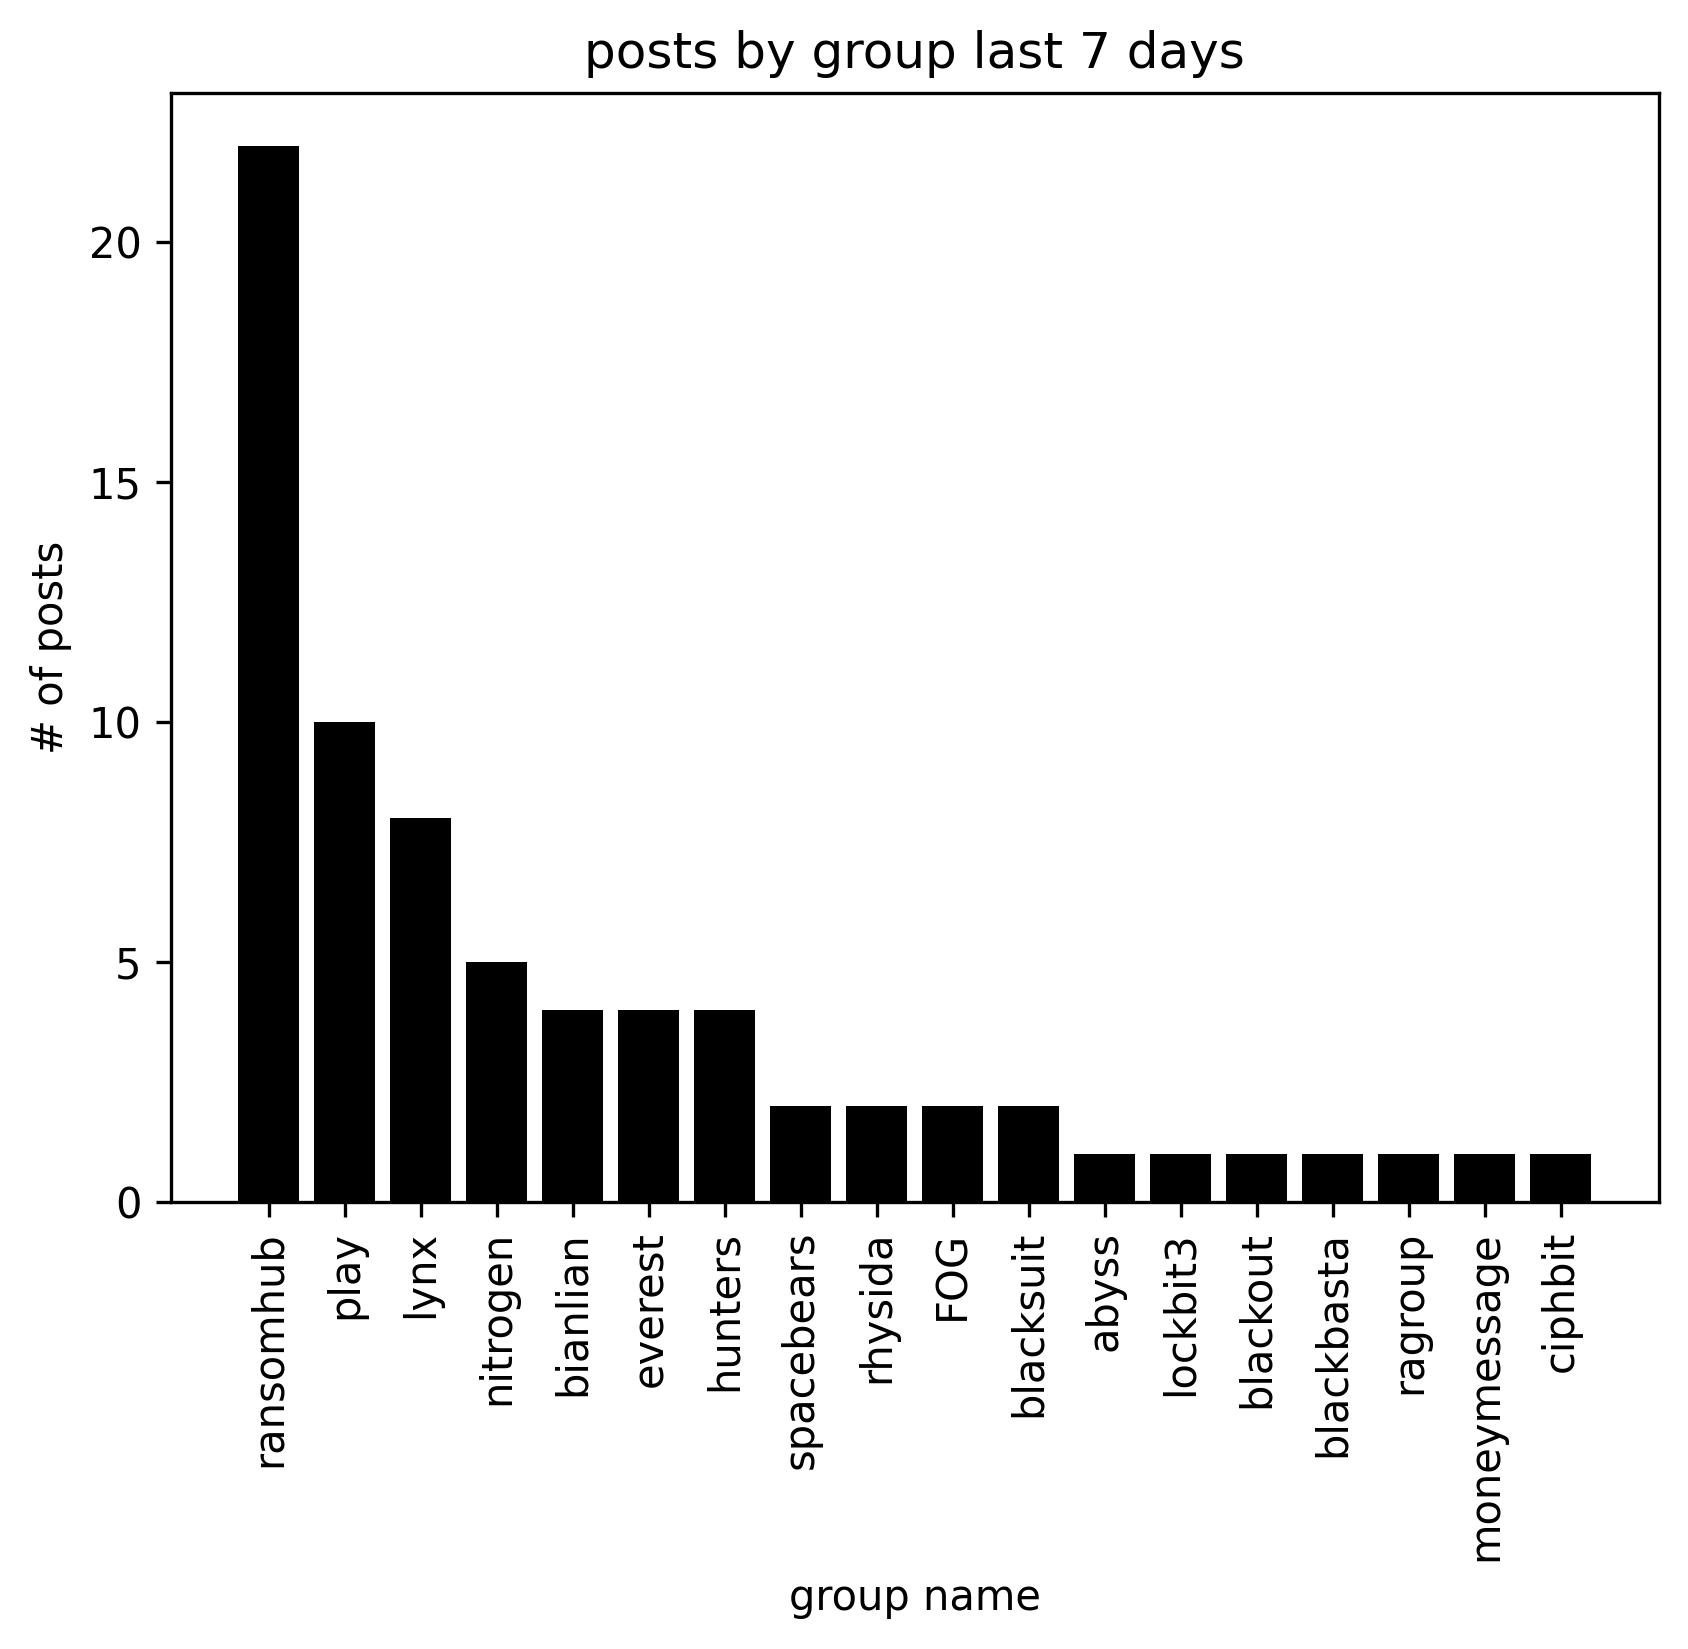 posts by group last 7 days
# of posts
20
15
10
5
0
ransomhub
play
lynx
nitrogen
bianlian
everest
hunters
spacebears
rhysida
FOG
blacksuit
abyss
lockbit3
blackout
blackbasta
ragroup
moneymessage
ciphbit
group name